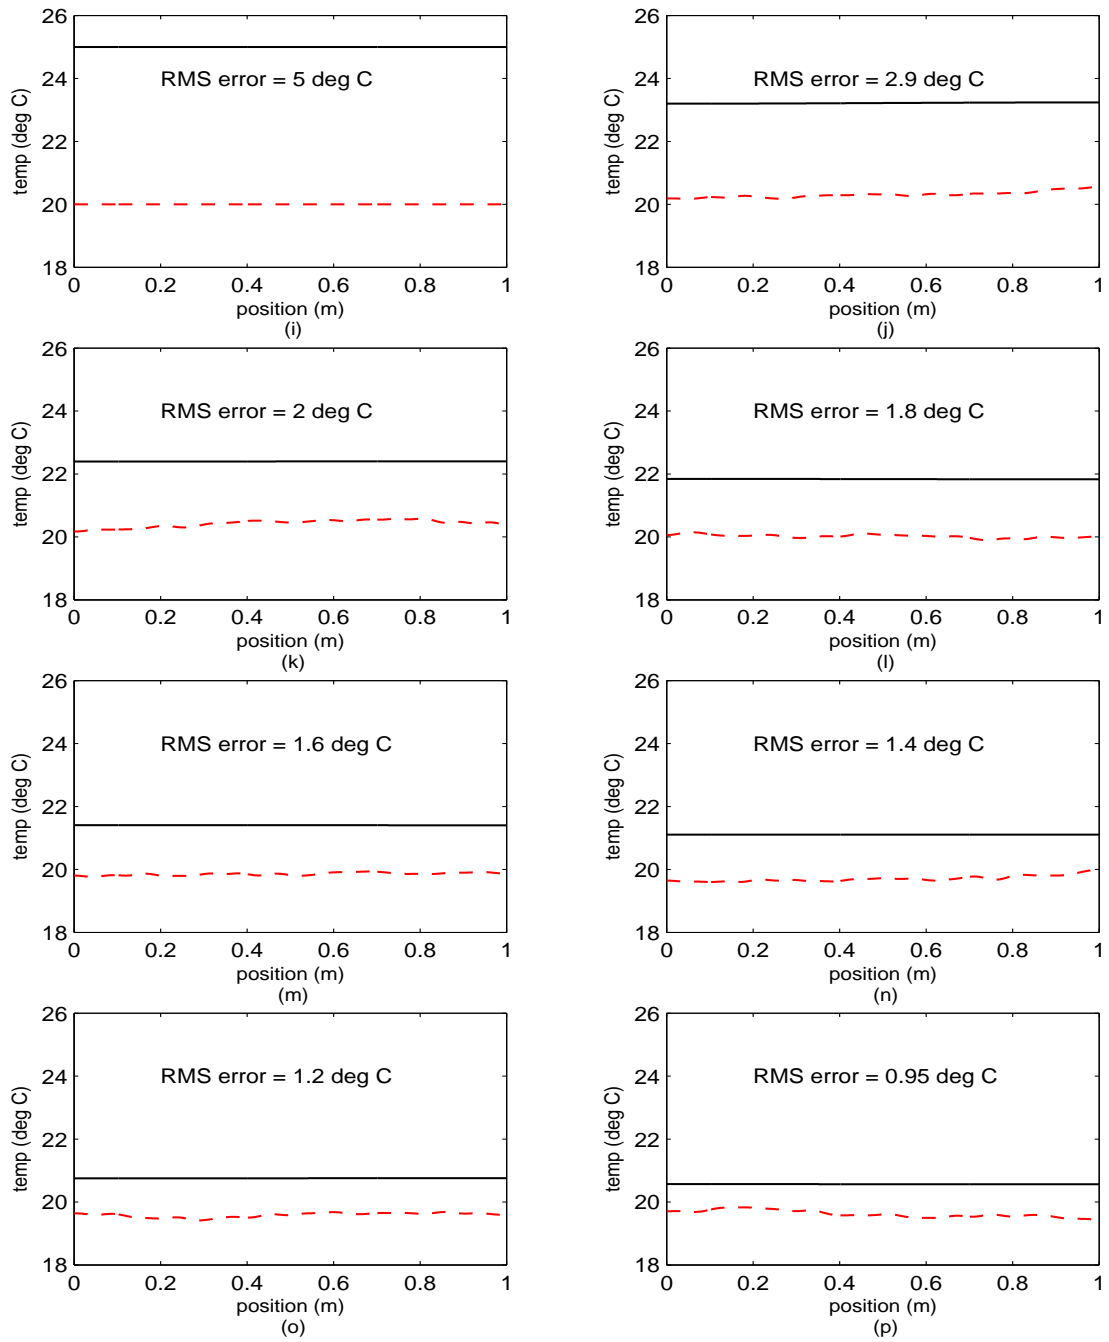 26
24
22
20
18
temp (deg C)
RMS error = 5 deg C
0 0.2 0.4 0.6 0.8 1
position (m)
(i)
26
24
22
20
18
temp (deg C)
RMS error = 2.9 deg C
0 0.2 0.4 0.6 0.8 1
position (m)
(j)
26
24
22
20
18
temp (deg C)
RMS error = 2 deg C
0 0.2 0.4 0.6 0.8 1
position (m)
(k)
26
24
22
20
18
temp (deg C)
RMS error = 1.8 deg C
0 0.2 0.4 0.6 0.8 1
position (m)
(l)
26
24
22
20
18
temp (deg C)
RMS error = 1.6 deg C
0 0.2 0.4 0.6 0.8 1
position (m)
(m)
26
24
22
20
18
temp (deg C)
RMS error = 1.4 deg C
0 0.2 0.4 0.6 0.8 1
position (m)
(n)
26
24
22
20
18
temp (deg C)
RMS error = 1.2 deg C
0 0.2 0.4 0.6 0.8 1
position (m)
(o)
26
24
22
20
18
temp (deg C)
RMS error = 0.95 deg C
0 0.2 0.4 0.6 0.8 1
position (m)
(p)